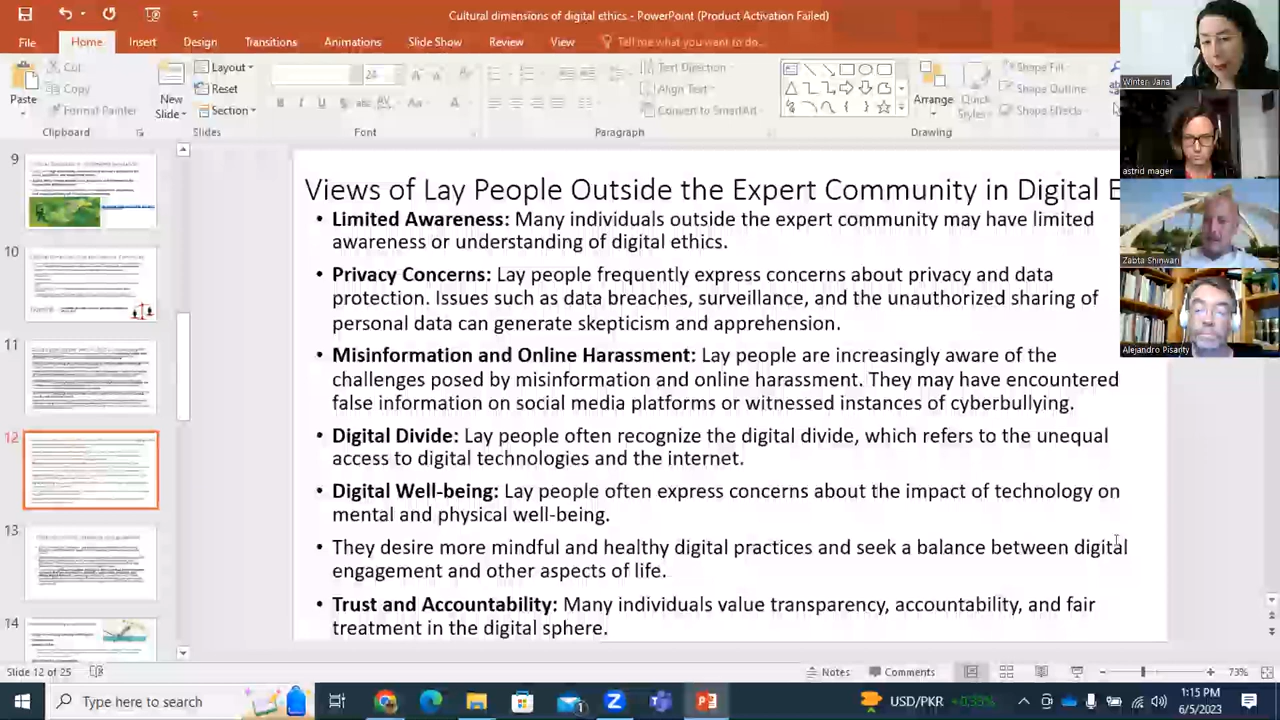 Cultural dimensions of digital ethics - PowerPoint (Product Activation Failed)
File Home Insert Design Transitions Animations Slide Show Review View Tell me what you want to do...
Paste
Cut
Copy
Format Painter
Clipboard
New Slide
Layout
Reset
Section
Slides
24
Font
Text Direction
Align Text
Convert to SmartArt
Paragraph
Arrange
Quick Styles
Shape Fill
Shape Outline
Shape Effects
Drawing
Winter, Jana
astrid mager
Zabta Shinwari
Alejandro Pisanty
9
10
11
12
13
14
Views of Lay People Outside the Expert Community in Digital E
• Limited Awareness: Many individuals outside the expert community may have limited
awareness or understanding of digital ethics.
• Privacy Concerns: Lay people frequently express concerns about privacy and data
protection. Issues such as data breaches, surveillance, and the unauthorized sharing of
personal data can generate skepticism and apprehension.
• Misinformation and Online Harassment: Lay people are increasingly aware of the
challenges posed by misinformation and online harassment. They may have encountered
false information on social media platforms or witnessed instances of cyberbullying.
• Digital Divide: Lay people often recognize the digital divide, which refers to the unequal
access to digital technologies and the internet.
• Digital Well-being: Lay people often express concerns about the impact of technology on
mental and physical well-being.
• They desire more mindful and healthy digital practices and seek a balance between digital
engagement and other aspects of life.
• Trust and Accountability: Many individuals value transparency, accountability, and fair
treatment in the digital sphere.
Slide 12 of 25
Notes
Comments
73%
Type here to search
USD/PKR +0.35%
1:15 PM
6/5/2023